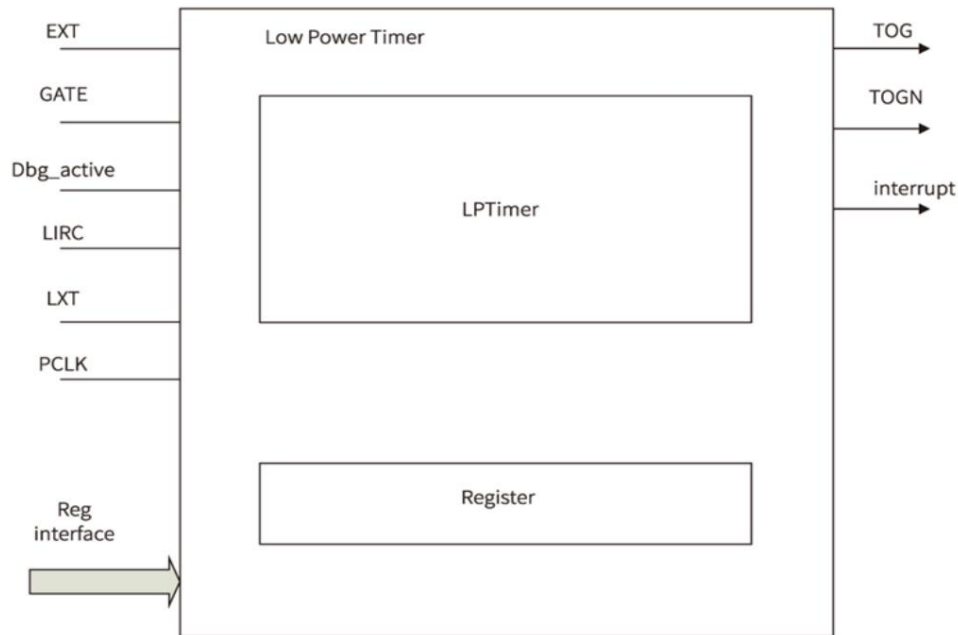 EXT
Low Power Timer
TOG
GATE
TOGN
Dbg_active
interrupt
LPTimer
LIRC
LXT
PCLK
Register
Reg
interface